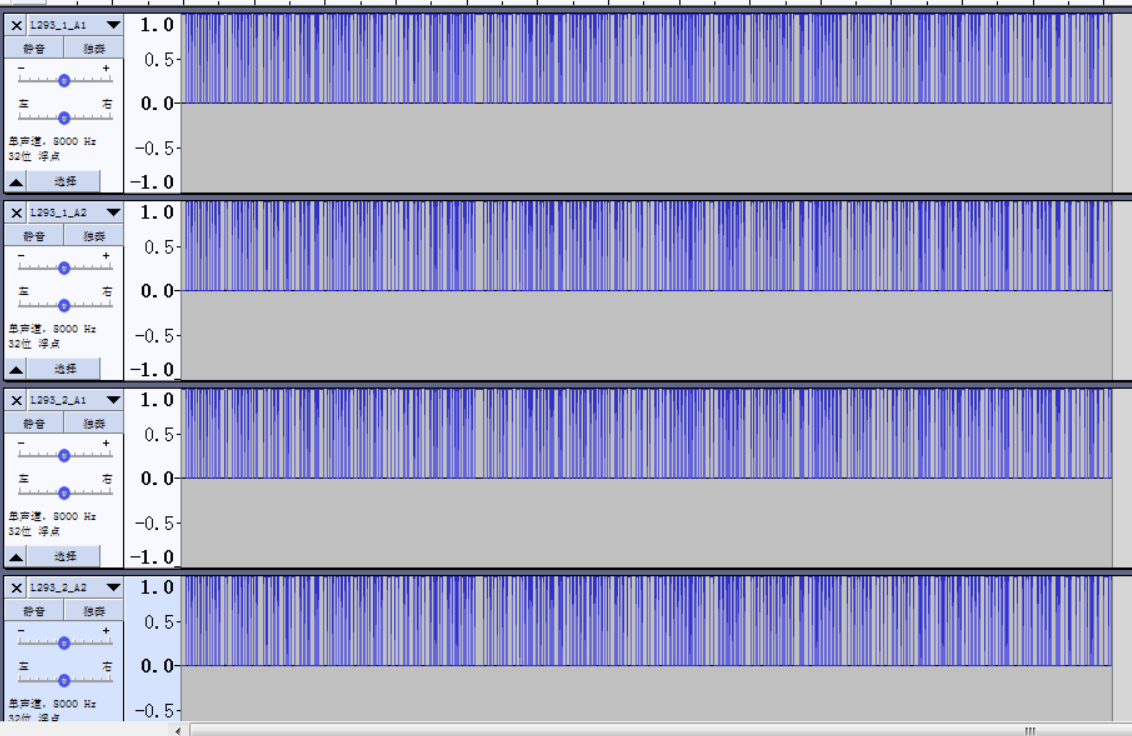 L293_1_A1
静音 独奏
- +
左 右
单声道, 8000 Hz
32位 浮点
选择
1.0
0.5
0.0
-0.5
-1.0
L293_1_A2
静音 独奏
- +
左 右
单声道, 8000 Hz
32位 浮点
选择
1.0
0.5
0.0
-0.5
-1.0
L293_2_A1
静音 独奏
- +
左 右
单声道, 8000 Hz
32位 浮点
选择
1.0
0.5
0.0
-0.5
-1.0
L293_2_A2
静音 独奏
- +
左 右
单声道, 8000 Hz
32位 浮点
1.0
0.5
0.0
-0.5